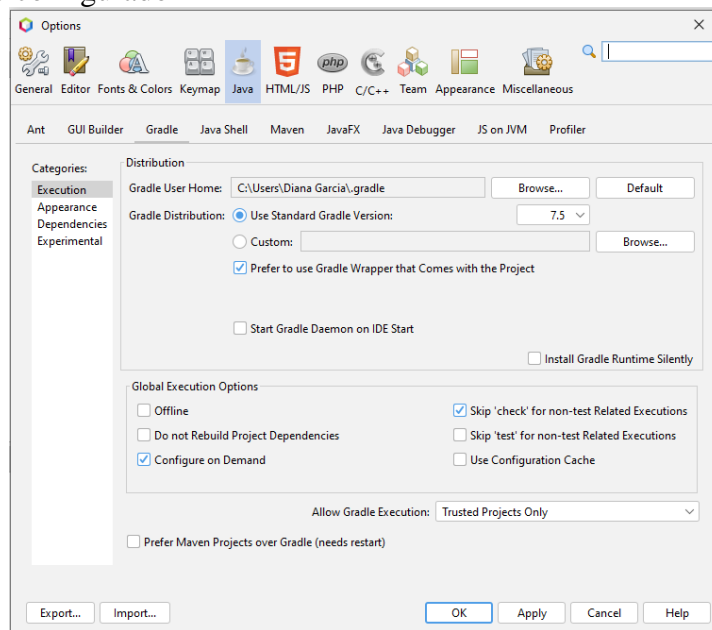 Options
General Editor Fonts & Colors Keymap Java HTML/JS PHP C/C++ Team Appearance Miscellaneous
Ant GUI Builder Gradle Java Shell Maven JavaFX Java Debugger JS on JVM Profiler
Categories:
Execution
Appearance
Dependencies
Experimental
Distribution
Gradle User Home: C:\Users\Diana Garcia\.gradle Browse... Default
Gradle Distribution: Use Standard Gradle Version: 7.5
Custom: Browse...
Prefer to use Gradle Wrapper that Comes with the Project
Start Gradle Daemon on IDE Start
Install Gradle Runtime Silently
Global Execution Options
Offline Skip 'check' for non-test Related Executions
Do not Rebuild Project Dependencies Skip 'test' for non-test Related Executions
Configure on Demand Use Configuration Cache
Allow Gradle Execution: Trusted Projects Only
Prefer Maven Projects over Gradle (needs restart)
Export... Import... OK Apply Cancel Help